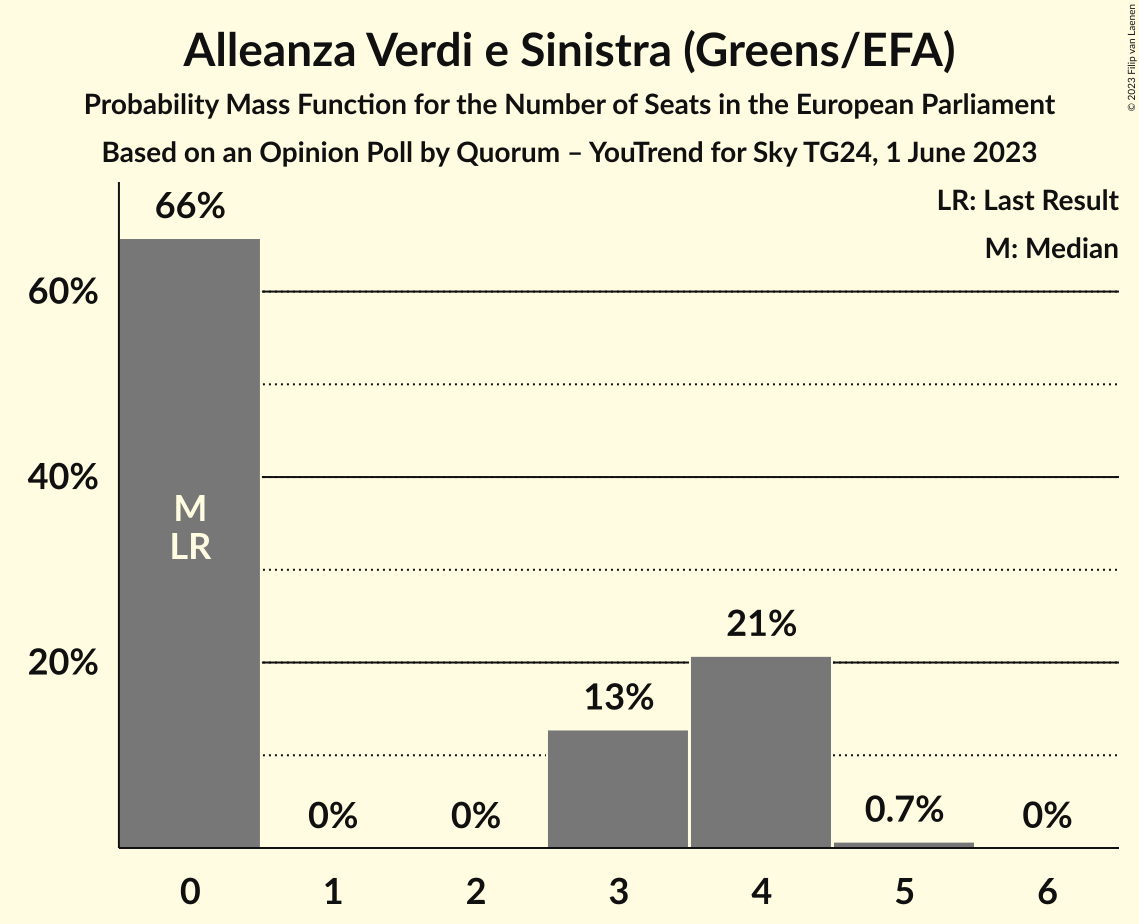 Alleanza Verdi e Sinistra (Greens/EFA)
Probability Mass Function for the Number of Seats in the European Parliament
Based on an Opinion Poll by Quorum – YouTrend for Sky TG24, 1 June 2023
© 2023 Filip van Laenen
LR: Last Result
M: Median
66%
60%
40%
20%
M
LR
0%
0%
13%
21%
0.7%
0%
0 1 2 3 4 5 6